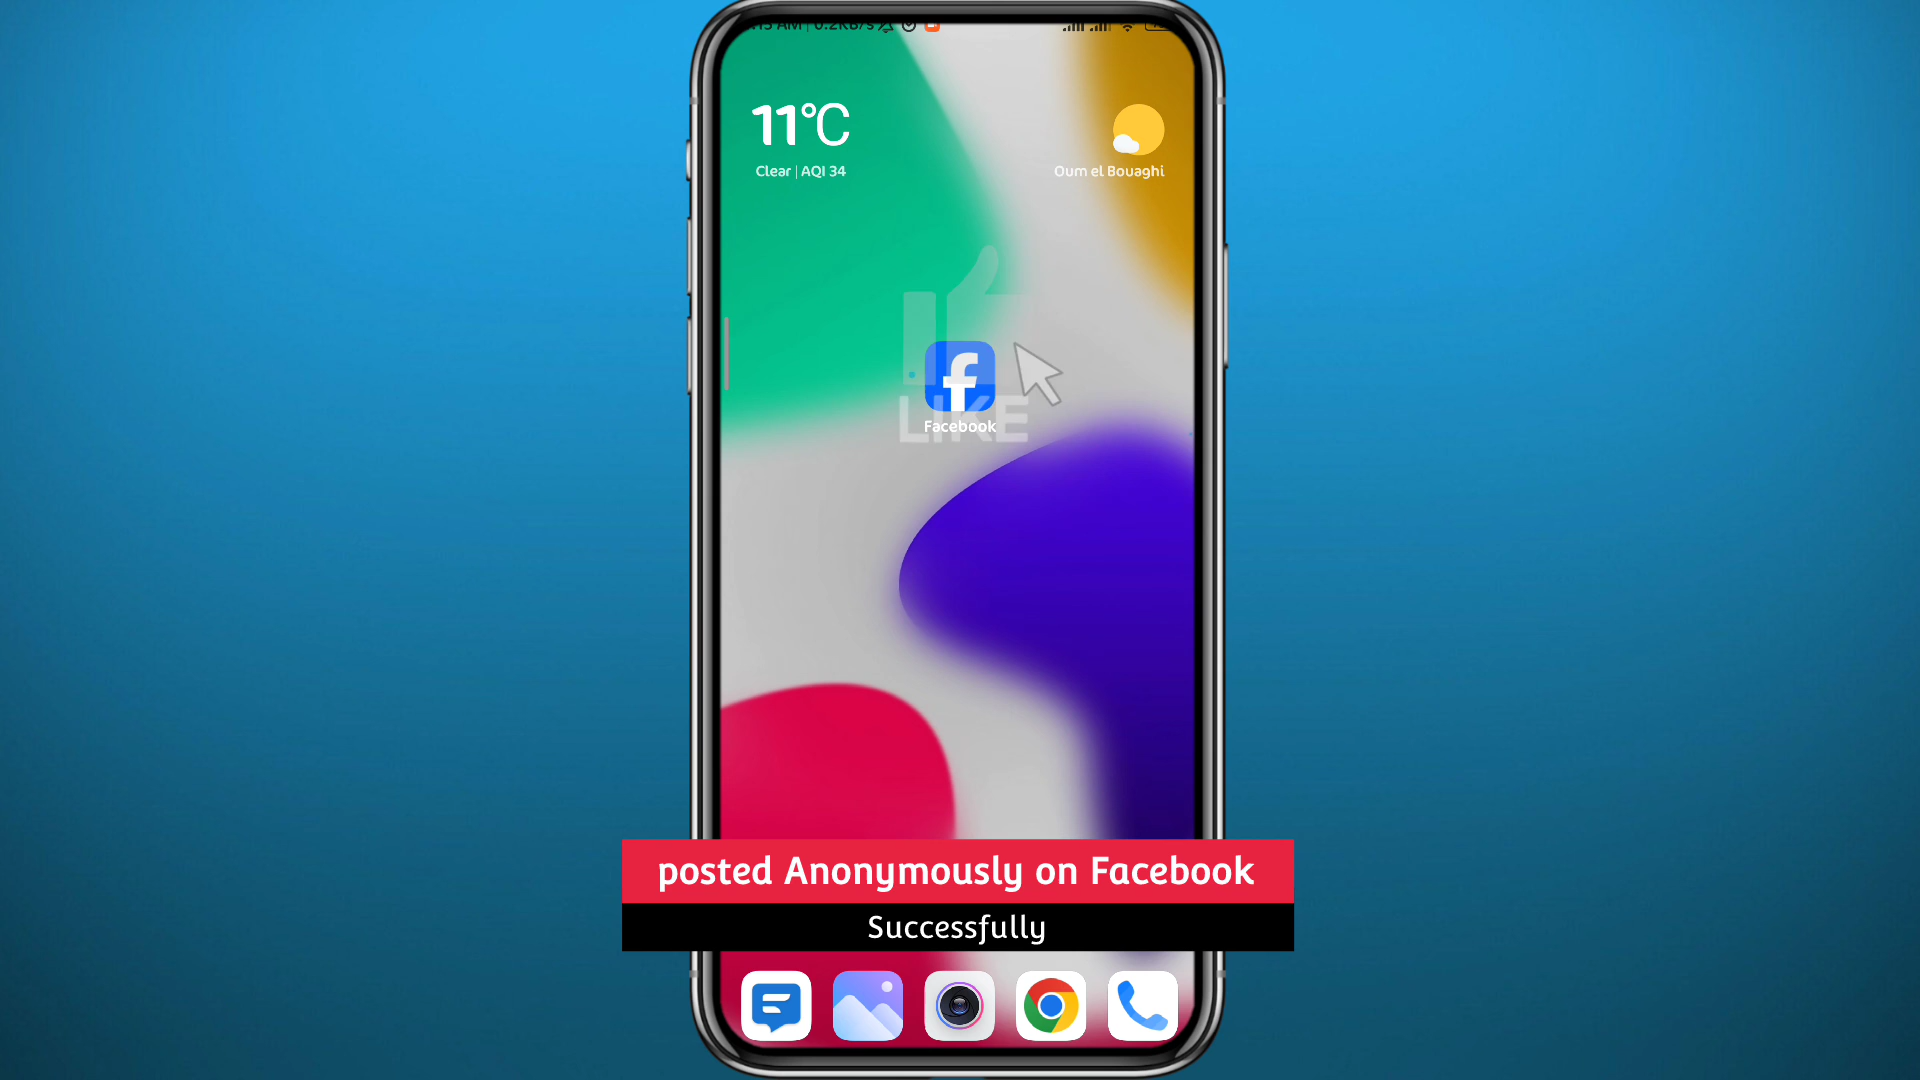 11°C
Clear | AQI 34
Oum el Bouaghi
LIKE
Facebook
posted Anonymously on Facebook
Successfully